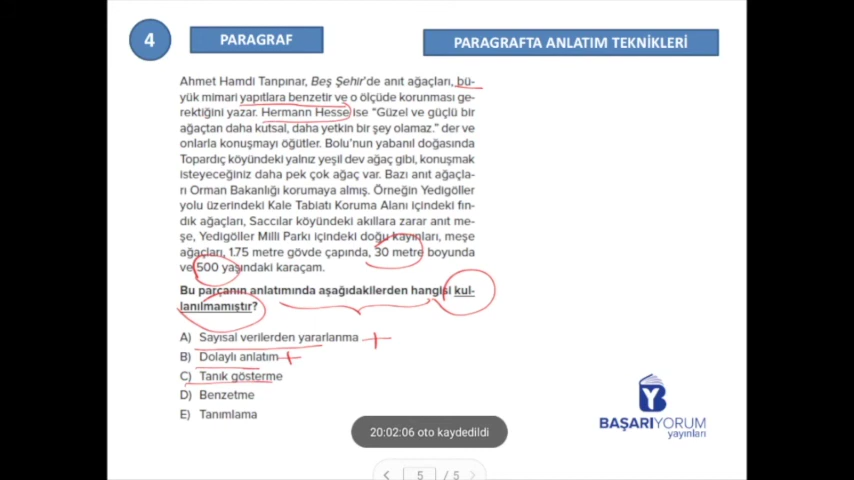 4
PARAGRAF
PARAGRAFTA ANLATIM TEKNİKLERİ
Ahmet Hamdi Tanpınar, Beş Şehir'de anıt ağaçları, bü-
yük mimari yapıtlara benzetir ve o ölçüde korunması ge-
rektiğini yazar. Hermann Hesse ise “Güzel ve güçlü bir
ağaçtan daha kutsal, daha yetkin bir şey olamaz.” der ve
onlarla konuşmayı öğütler. Bolu'nun yabanıl doğasında
Topardıç köyündeki yalnız yeşil dev ağaç gibi, konuşmak
isteyeceğiniz daha pek çok ağaç var. Bazı anıt ağaçla-
rı Orman Bakanlığı korumaya almış. Örneğin Yedigöller
yolu üzerindeki Kale Tabiatı Koruma Alanı içindeki fın-
dık ağaçları, Saccılar köyündeki akıllara zarar anıt me-
şe, Yedigöller Milli Parkı içindeki doğu kayınları, meşe
ağaçları, 1.75 metre gövde çapında, 30 metre boyunda
ve 500 yaşındaki karaçam.
Bu parçanın anlatımında aşağıdakilerden hangisi kul-
lanılmamıştır?
A) Sayısal verilerden yararlanma
B) Dolaylı anlatım
C) Tanık gösterme
D) Benzetme
E) Tanımlama
20:02:06 oto kaydedildi
BAŞARIYORUM
yayınları
5 / 5